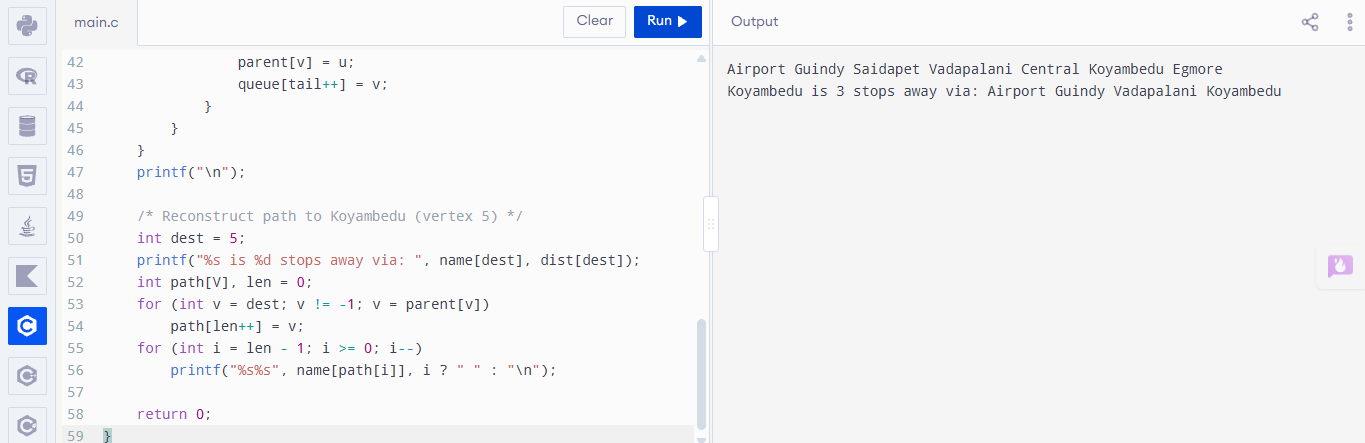 main.c
Clear
Run
Output
42 parent[v] = u;
43 queue[tail++] = v;
44 }
45 }
46 }
47 printf("\n");
48
49 /* Reconstruct path to Koyambedu (vertex 5) */
50 int dest = 5;
51 printf("%s is %d stops away via: ", name[dest], dist[dest]);
52 int path[V], len = 0;
53 for (int v = dest; v != -1; v = parent[v])
54 path[len++] = v;
55 for (int i = len - 1; i >= 0; i--)
56 printf("%s%s", name[path[i]], i ? " " : "\n");
57
58 return 0;
59 }
Airport Guindy Saidapet Vadapalani Central Koyambedu Egmore
Koyambedu is 3 stops away via: Airport Guindy Vadapalani Koyambedu